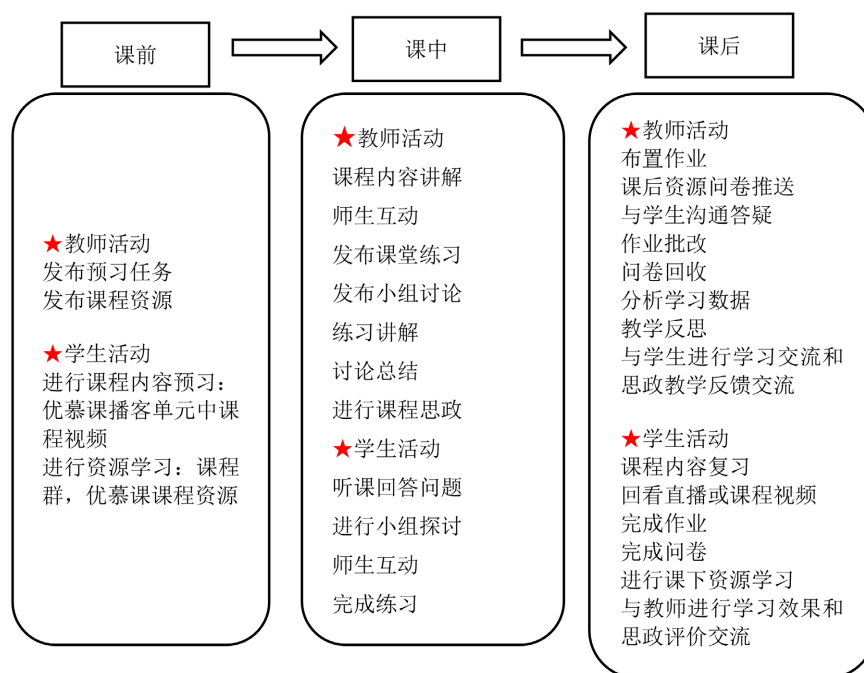 课前
课中
课后
★教师活动
发布预习任务
发布课程资源
★学生活动
进行课程内容预习：
优慕课播客单元中课
程视频
进行资源学习：课程
群，优慕课课程资源
★教师活动
课程内容讲解
师生互动
发布课堂练习
发布小组讨论
练习讲解
讨论总结
进行课程思政
★学生活动
听课回答问题
进行小组探讨
师生互动
完成练习
★教师活动
布置作业
课后资源问卷推送
与学生沟通答疑
作业批改
问卷回收
分析学习数据
教学反思
与学生进行学习交流和
思政教学反馈交流
★学生活动
课程内容复习
回看直播或课程视频
完成作业
完成问卷
进行课下资源学习
与教师进行学习效果和
思政评价交流